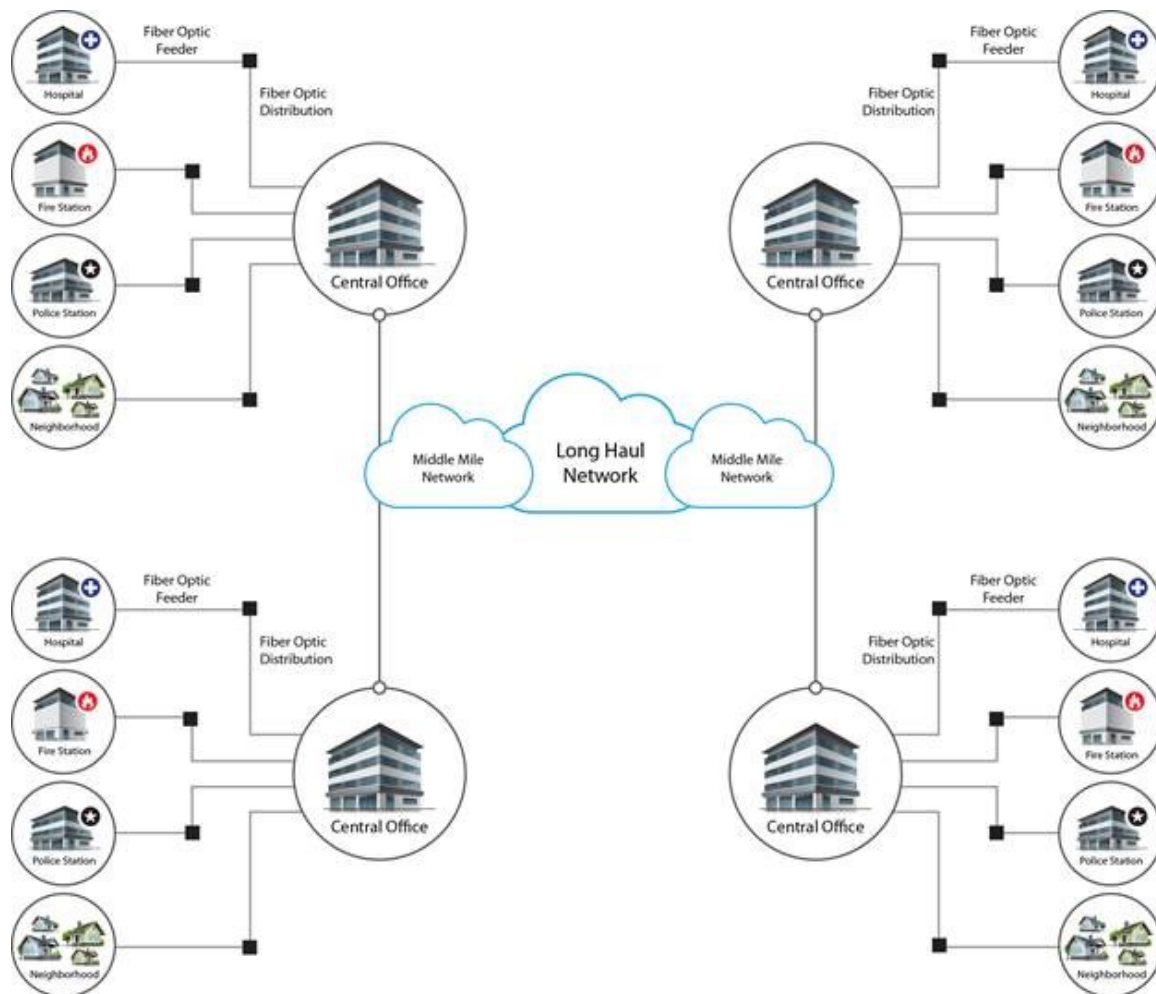 Fiber Optic
Feeder
Hospital
Fiber Optic
Distribution
Fire Station
Police Station
Neighborhood
Central Office
Fiber Optic
Feeder
Hospital
Fiber Optic
Distribution
Fire Station
Police Station
Neighborhood
Central Office
Middle Mile
Network
Long Haul
Network
Middle Mile
Network
Fiber Optic
Feeder
Hospital
Fiber Optic
Distribution
Fire Station
Police Station
Neighborhood
Central Office
Fiber Optic
Feeder
Hospital
Fiber Optic
Distribution
Fire Station
Police Station
Neighborhood
Central Office